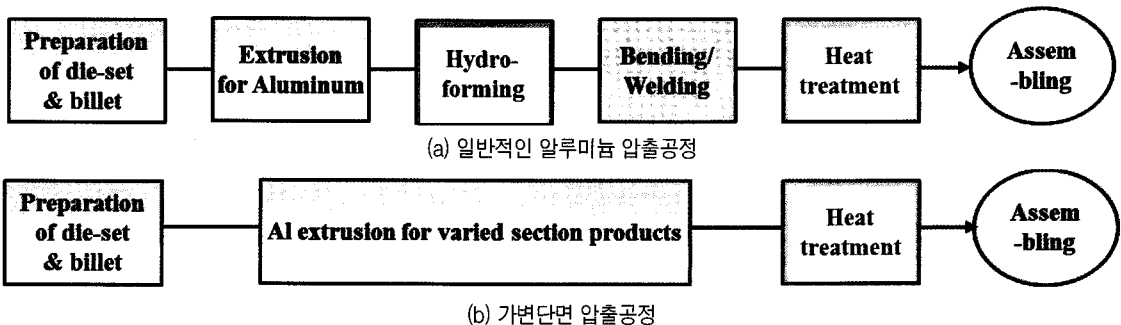 Preparation
of die-set
& billet
Extrusion
for Aluminum
Hydro-
forming
Bending/
Welding
Heat
treatment
Assem
-bling
(a) 일반적인 알루미늄 압출공정
Preparation
of die-set
& billet
Al extrusion for varied section products
Heat
treatment
Assem
-bling
(b) 가변단면 압출공정